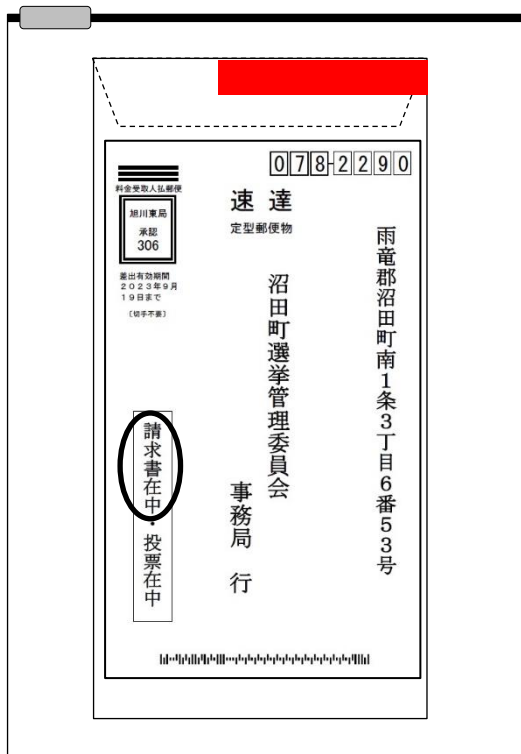 078-2290
料金受取人払郵便
旭川東局
承認
306
差出有効期間
2023年9月
19日まで
〔切手不要〕
速達
定型郵便物
雨竜郡沼田町南1条3丁目6番53号
沼田町選挙管理委員会
事務局 行
請求書在中・投票在中